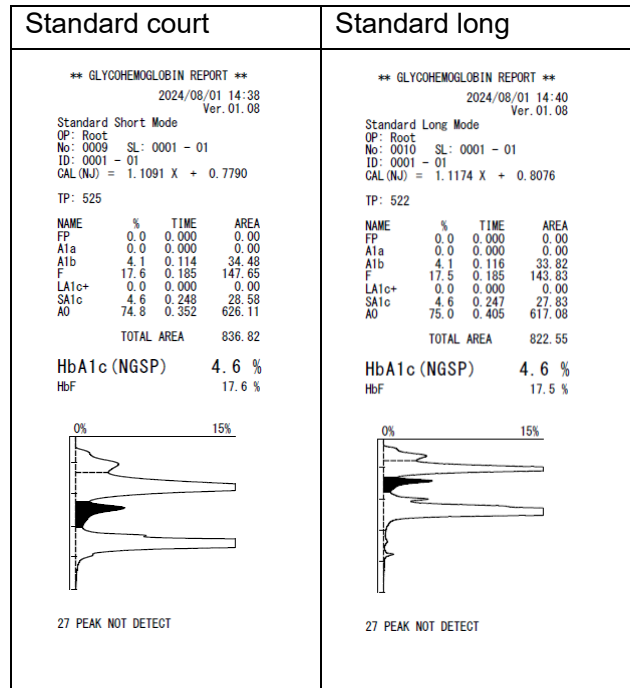 Standard court
** GLYCOHEMOGLOBIN REPORT **
2024/08/01 14:38
Ver. 01. 08
Standard Short Mode
OP: Root
No: 0009 SL: 0001 - 01
ID: 0001 - 01
CAL(NJ) = 1.1091 X + 0.7790
TP: 525
NAME % TIME AREA
FP 0.0 0.000 0.00
A1a 0.0 0.000 0.00
A1b 4.1 0.114 34.48
F 17.6 0.185 147.65
LA1c+ 0.0 0.000 0.00
SA1c 4.6 0.248 28.58
A0 74.8 0.352 626.11
TOTAL AREA 836.82
HbA1c(NGSP) 4.6 %
HbF 17.6 %
0% 15%
27 PEAK NOT DETECT
Standard long
** GLYCOHEMOGLOBIN REPORT **
2024/08/01 14:40
Ver. 01. 08
Standard Long Mode
OP: Root
No: 0010 SL: 0001 - 01
ID: 0001 - 01
CAL(NJ) = 1.1174 X + 0.8076
TP: 522
NAME % TIME AREA
FP 0.0 0.000 0.00
A1a 0.0 0.000 0.00
A1b 4.1 0.116 33.82
F 17.5 0.185 143.83
LA1c+ 0.0 0.000 0.00
SA1c 4.6 0.247 27.83
A0 75.0 0.405 617.08
TOTAL AREA 822.55
HbA1c(NGSP) 4.6 %
HbF 17.5 %
0% 15%
27 PEAK NOT DETECT